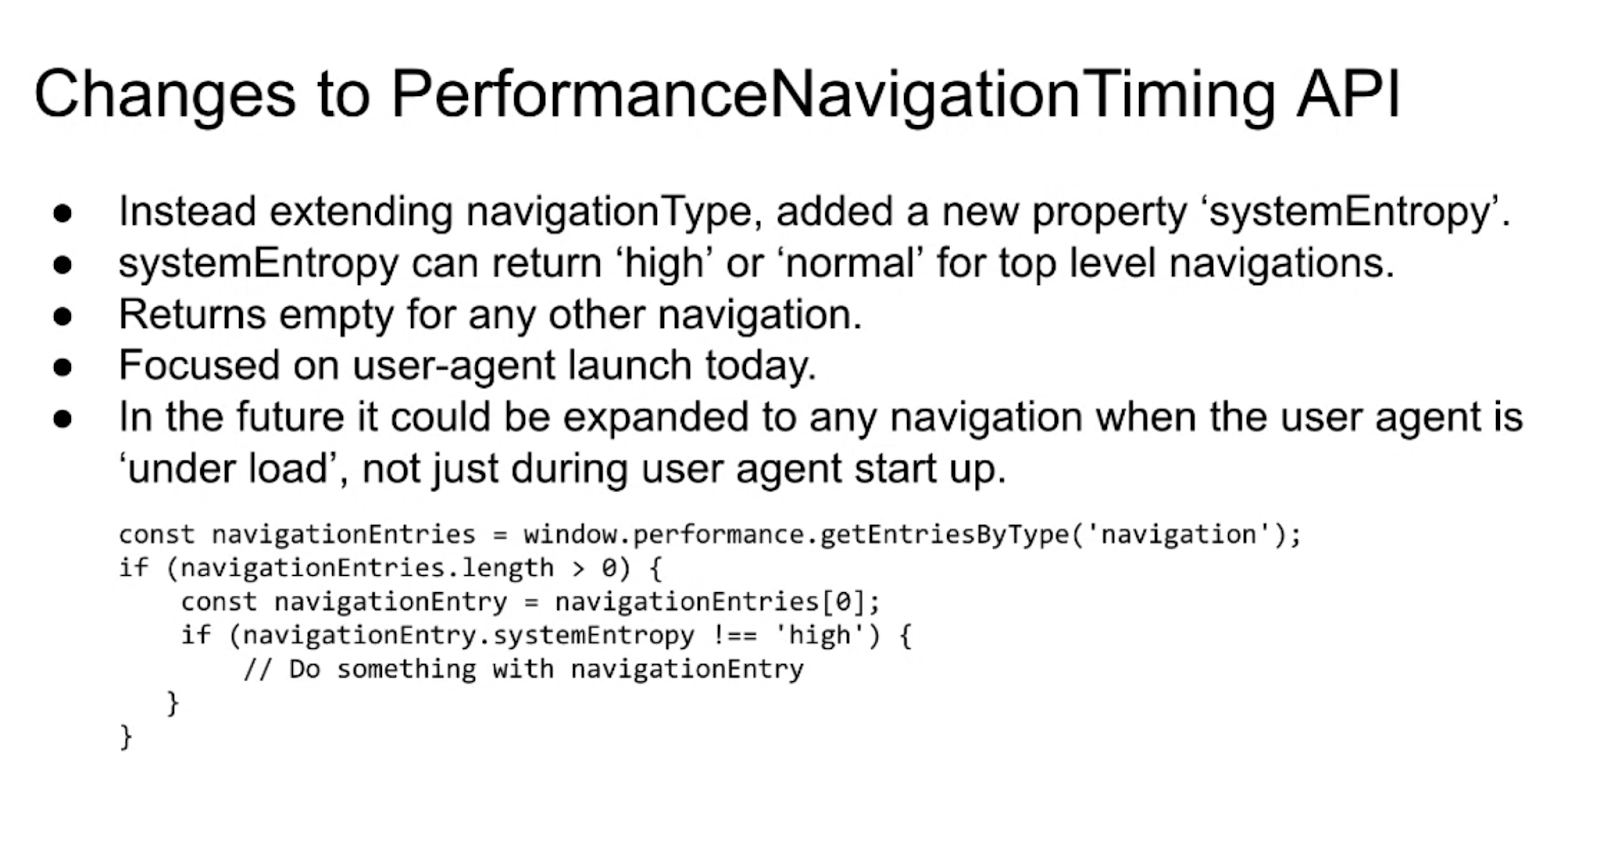 Changes to PerformanceNavigationTiming API
● Instead extending navigationType, added a new property ‘systemEntropy’.
● systemEntropy can return ‘high’ or ‘normal’ for top level navigations.
● Returns empty for any other navigation.
● Focused on user-agent launch today.
● In the future it could be expanded to any navigation when the user agent is
‘under load’, not just during user agent start up.
const navigationEntries = window.performance.getEntriesByType('navigation');
if (navigationEntries.length > 0) {
    const navigationEntry = navigationEntries[0];
    if (navigationEntry.systemEntropy !== 'high') {
        // Do something with navigationEntry
   }
}